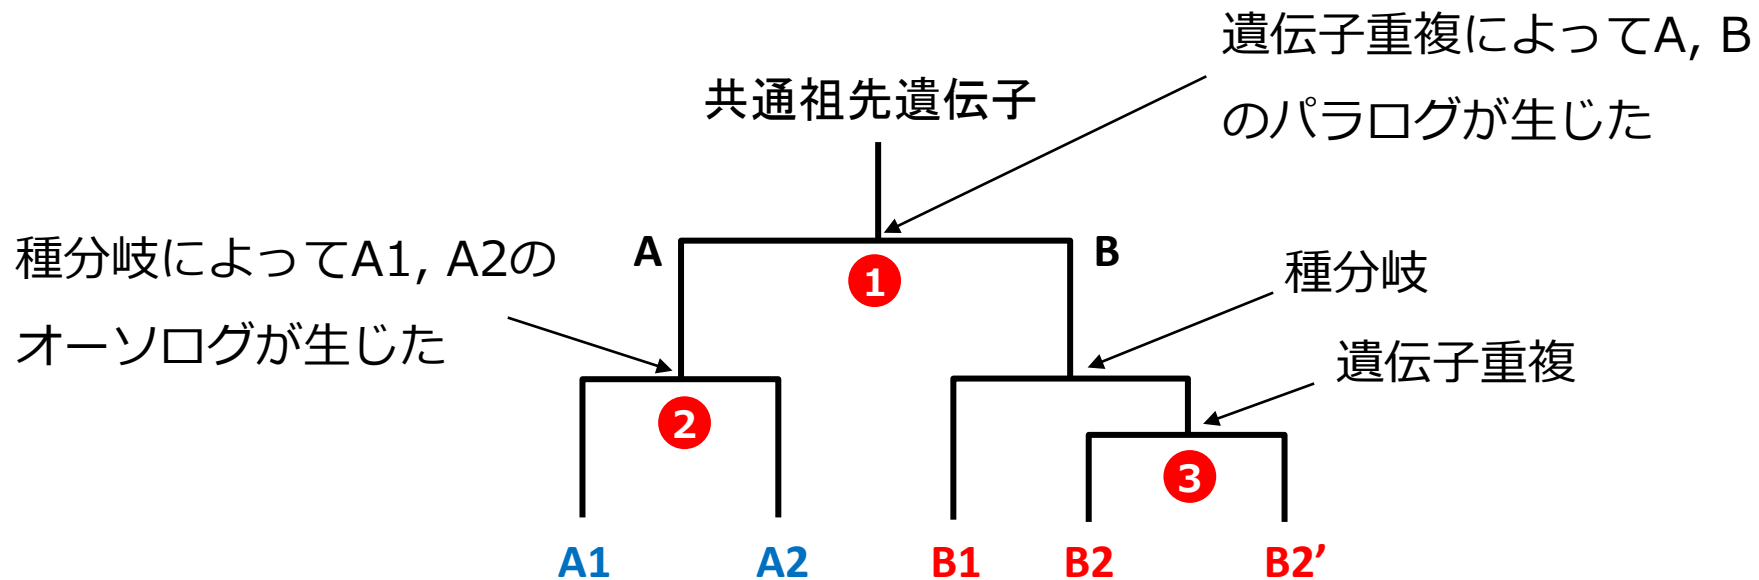 遺伝子重複によってA, B
のパラログが生じた
共通祖先遺伝子
種分岐によってA1, A2の
オーソログが生じた
A
B
種分岐
遺伝子重複
1
2
3
A1
A2
B1
B2
B2’